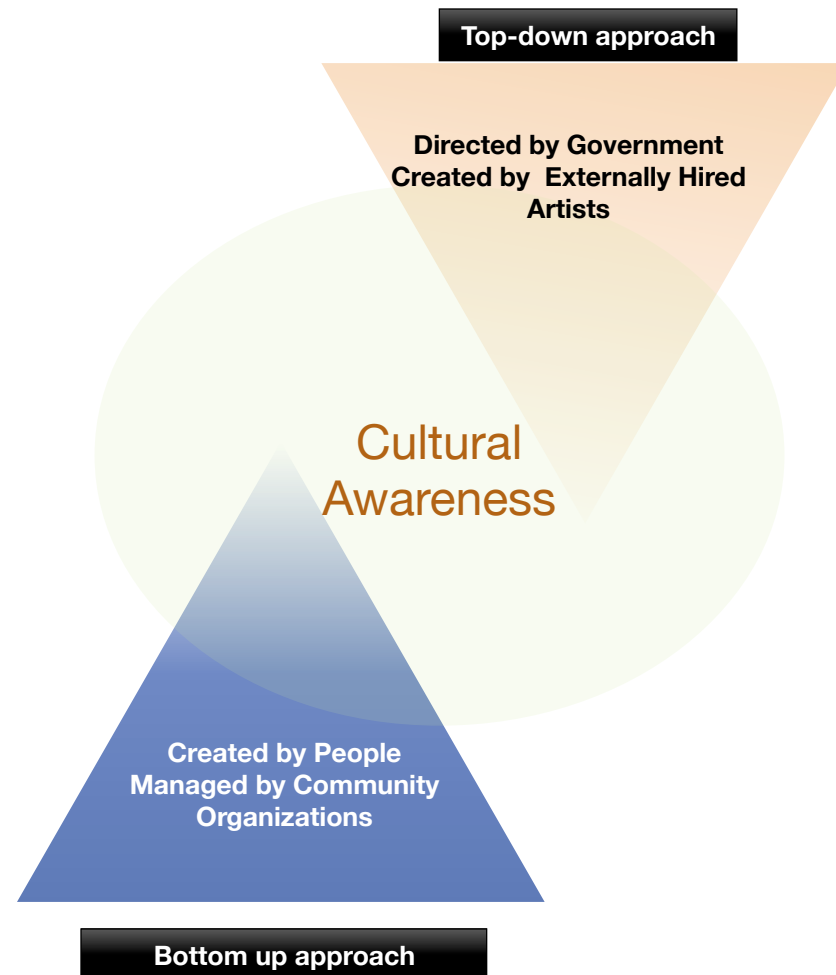 Top-down approach
Directed by Government
Created by  Externally Hired
Artists
Cultural
Awareness
Created by People
Managed by Community
Organizations
Bottom up approach